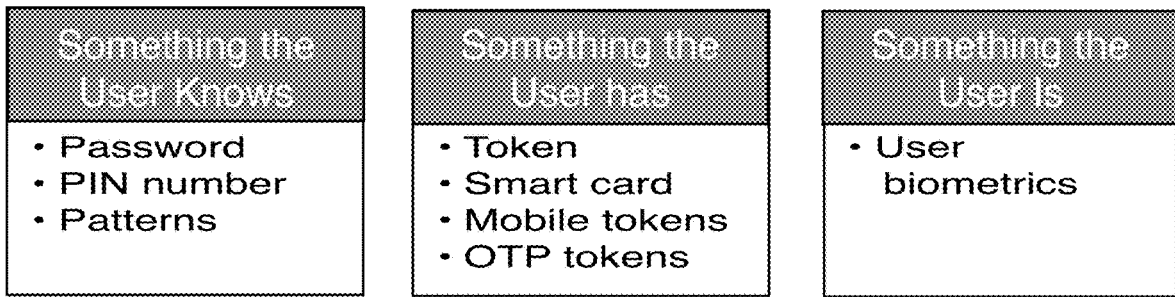 Something the
User Knows
• Password
• PIN number
• Patterns
Something the
User has
• Token
• Smart card
• Mobile tokens
• OTP tokens
Something the
User Is
• User
biometrics